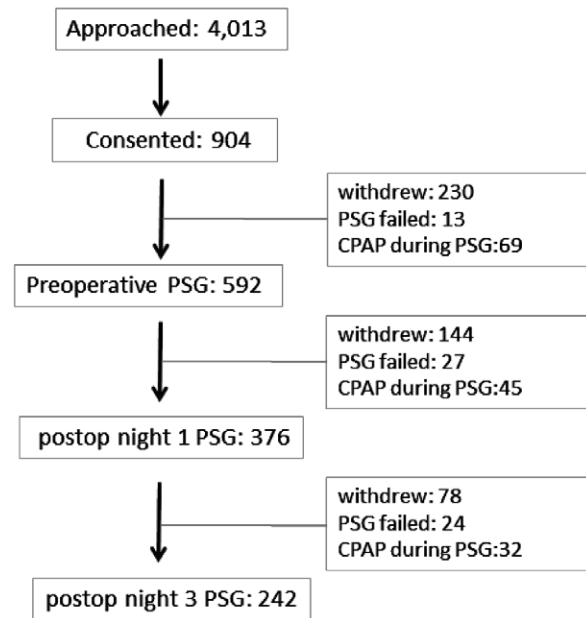 Approached: 4,013
Consented: 904
withdrew: 230
PSG failed: 13
CPAP during PSG:69
Preoperative PSG: 592
withdrew: 144
PSG failed: 27
CPAP during PSG:45
postop night 1 PSG: 376
withdrew: 78
PSG failed: 24
CPAP during PSG:32
postop night 3 PSG: 242